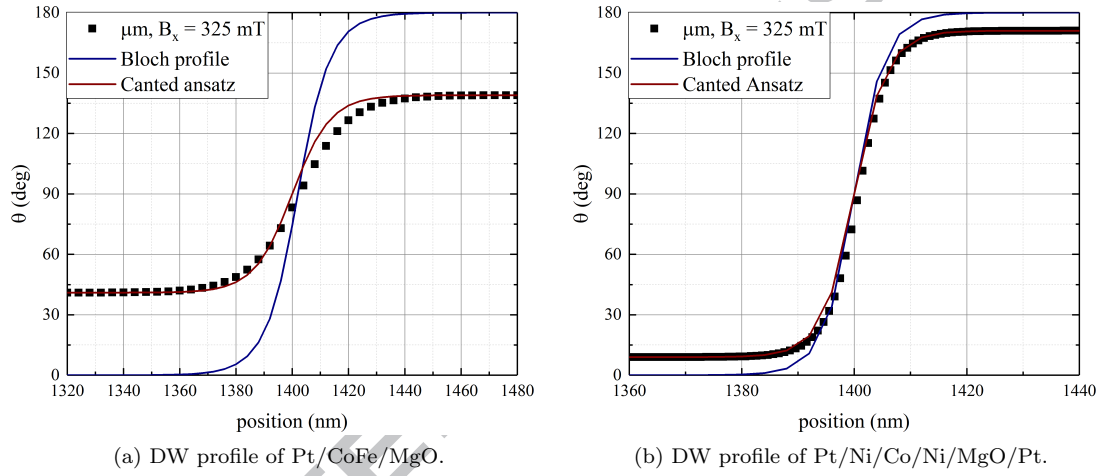 180
150
120
90
60
30
0
θ (deg)
μm, Bₓ = 325 mT
Bloch profile
Canted ansatz
1320 1340 1360 1380 1400 1420 1440 1460 1480
position (nm)
(a) DW profile of Pt/CoFe/MgO.
180
150
120
90
60
30
0
θ (deg)
μm, Bₓ = 325 mT
Bloch profile
Canted Ansatz
1360 1380 1400 1420 1440
position (nm)
(b) DW profile of Pt/Ni/Co/Ni/MgO/Pt.